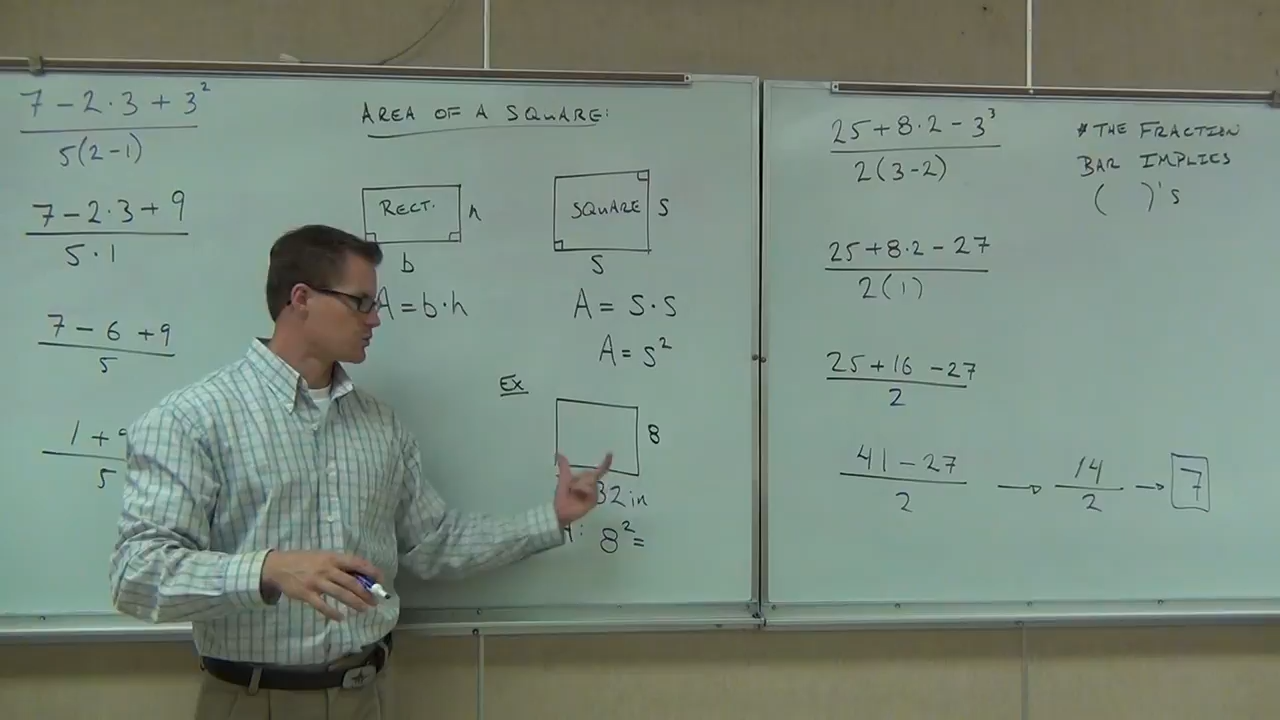 7 - 2·3 + 3²
5(2-1)
7 - 2·3 + 9
5·1
7 - 6 + 9
5
1 + 9
5
AREA OF A SQUARE:
RECT.
h
b
A = b·h
SQUARE
S
S
A = S·S
A = S²
Ex
8
32 in
A: 8² =
25 + 8·2 - 3³
2(3-2)
25 + 8·2 - 27
2(1)
25 + 16 - 27
2
41 - 27
2
→ 14
2
→ 7
* THE FRACTION
BAR IMPLIES
( )'s